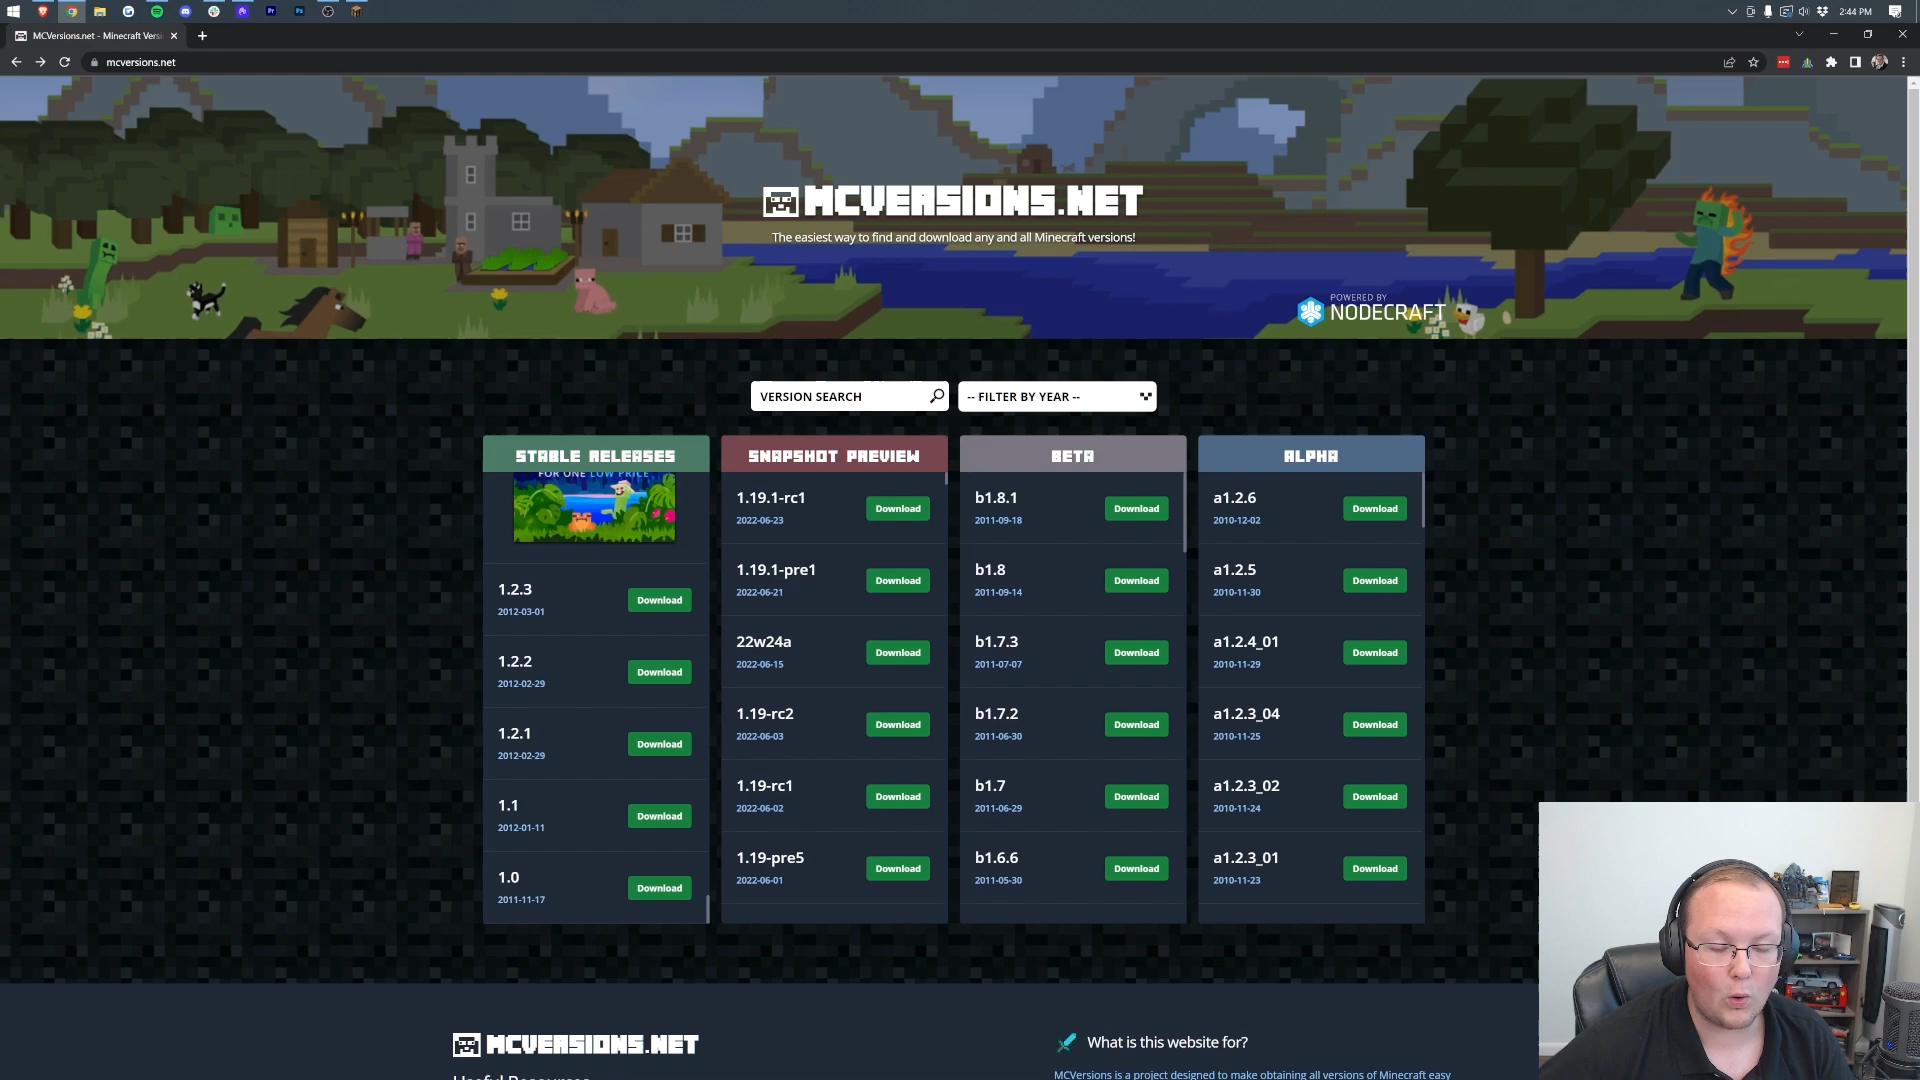 2:44 PM
MCVersions.net - Minecraft Versi
mcversions.net
MCVERSIONS.NET
The easiest way to find and download any and all Minecraft versions!
POWERED BY
NODECRAFT
VERSION SEARCH
-- FILTER BY YEAR --
STABLE RELEASES
FOR ONE LOW PRICE
1.2.3
2012-03-01
Download
1.2.2
2012-02-29
Download
1.2.1
2012-02-29
Download
1.1
2012-01-11
Download
1.0
2011-11-17
Download
SNAPSHOT PREVIEW
1.19.1-rc1
2022-06-23
Download
1.19.1-pre1
2022-06-21
Download
22w24a
2022-06-15
Download
1.19-rc2
2022-06-03
Download
1.19-rc1
2022-06-02
Download
1.19-pre5
2022-06-01
Download
BETA
b1.8.1
2011-09-18
Download
b1.8
2011-09-14
Download
b1.7.3
2011-07-07
Download
b1.7.2
2011-06-30
Download
b1.7
2011-06-29
Download
b1.6.6
2011-05-30
Download
ALPHA
a1.2.6
2010-12-02
Download
a1.2.5
2010-11-30
Download
a1.2.4_01
2010-11-29
Download
a1.2.3_04
2010-11-25
Download
a1.2.3_02
2010-11-24
Download
a1.2.3_01
2010-11-23
Download
MCVERSIONS.NET
Useful Resources
What is this website for?
MCVersions is a project designed to make obtaining all versions of Minecraft easy